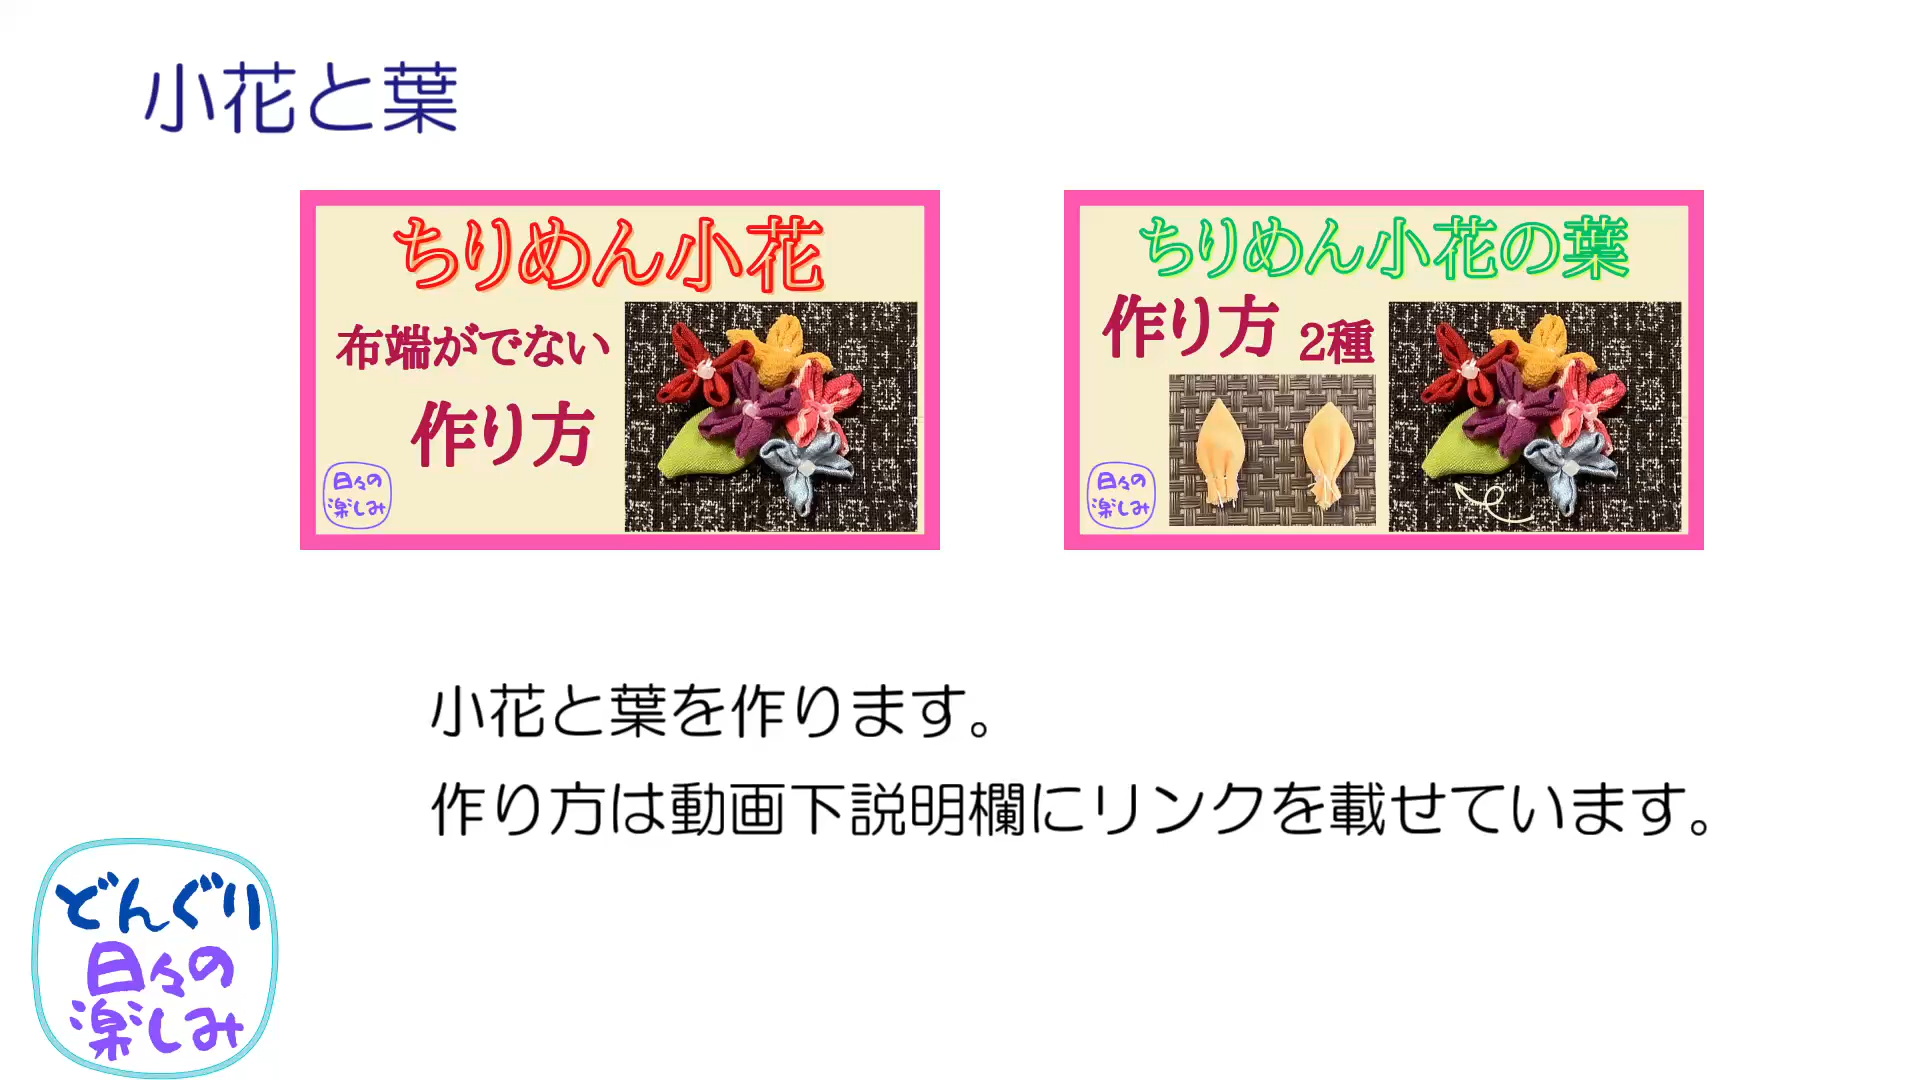 小花と葉
ちりめん小花
布端がでない
作り方
日々の
楽しみ
ちりめん小花の葉
作り方 2種
日々の
楽しみ
小花と葉を作ります。
作り方は動画下説明欄にリンクを載せています。
どんぐり
日々の
楽しみ